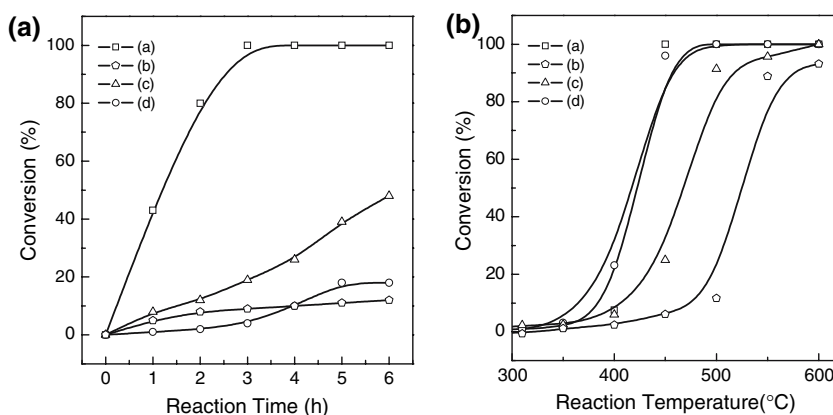 (a)
100
80
60
40
20
0
Conversion (%)
(a)
(b)
(c)
(d)
0 1 2 3 4 5 6
Reaction Time (h)
(b)
100
80
60
40
20
0
Conversion (%)
(a)
(b)
(c)
(d)
300 400 500 600
Reaction Temperature(°C)